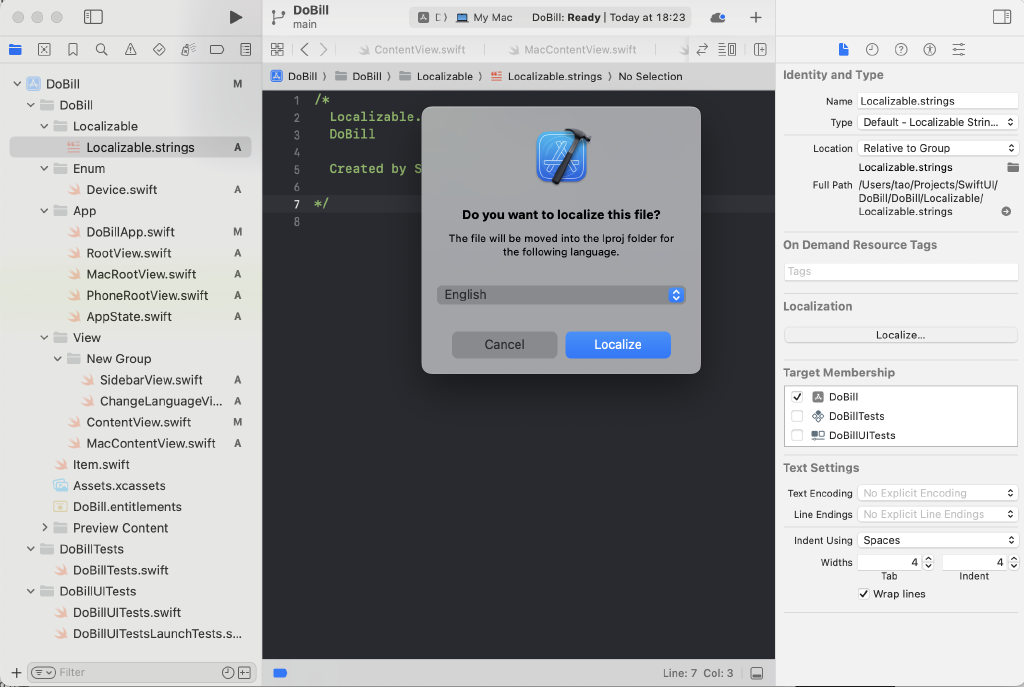 DoBill
main
My Mac
DoBill: Ready | Today at 18:23
ContentView.swift
MacContentView.swift
DoBill
DoBill
Localizable
Localizable.strings
No Selection
DoBill M
DoBill
Localizable
Localizable.strings A
Enum
Device.swift A
App
DoBillApp.swift M
RootView.swift A
MacRootView.swift A
PhoneRootView.swift A
AppState.swift A
View
New Group
SidebarView.swift A
ChangeLanguageVi... A
ContentView.swift M
MacContentView.swift A
Item.swift
Assets.xcassets
DoBill.entitlements
Preview Content
DoBillTests
DoBillTests.swift
DoBillUITests
DoBillUITests.swift
DoBillUITestsLaunchTests.s...
Filter
1 /*
2 Localizable.
3 DoBill
4
5 Created by S
6
7 */
8
Do you want to localize this file?
The file will be moved into the lproj folder for
the following language.
English
Cancel
Localize
Line: 7 Col: 3
Identity and Type
Name Localizable.strings
Type Default - Localizable Strin...
Location Relative to Group
Localizable.strings
Full Path /Users/tao/Projects/SwiftUI/
DoBill/DoBill/Localizable/
Localizable.strings
On Demand Resource Tags
Tags
Localization
Localize...
Target Membership
DoBill
DoBillTests
DoBillUITests
Text Settings
Text Encoding No Explicit Encoding
Line Endings No Explicit Line Endings
Indent Using Spaces
Widths 4 4
Tab Indent
Wrap lines